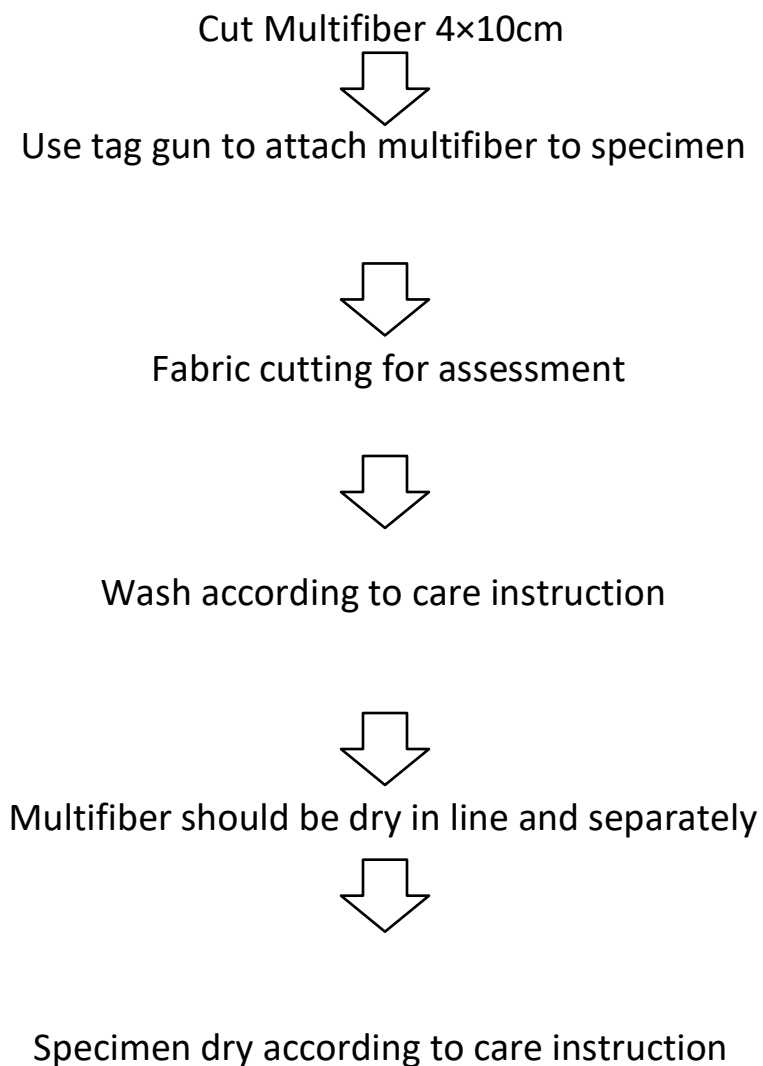 Cut Multifiber 4×10cm
Use tag gun to attach multifiber to specimen
Fabric cutting for assessment
Wash according to care instruction
Multifiber should be dry in line and separately
Specimen dry according to care instruction